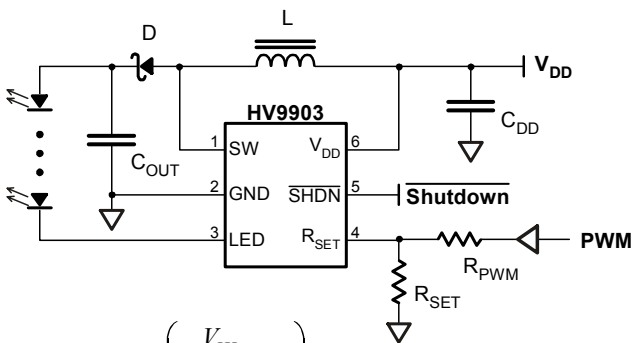 D
L
V_DD
HV9903
C_DD
C_OUT
1 SW
V_DD 6
2 GND
SHDN 5
Shutdown
3 LED
R_SET 4
PWM
R_PWM
R_SET